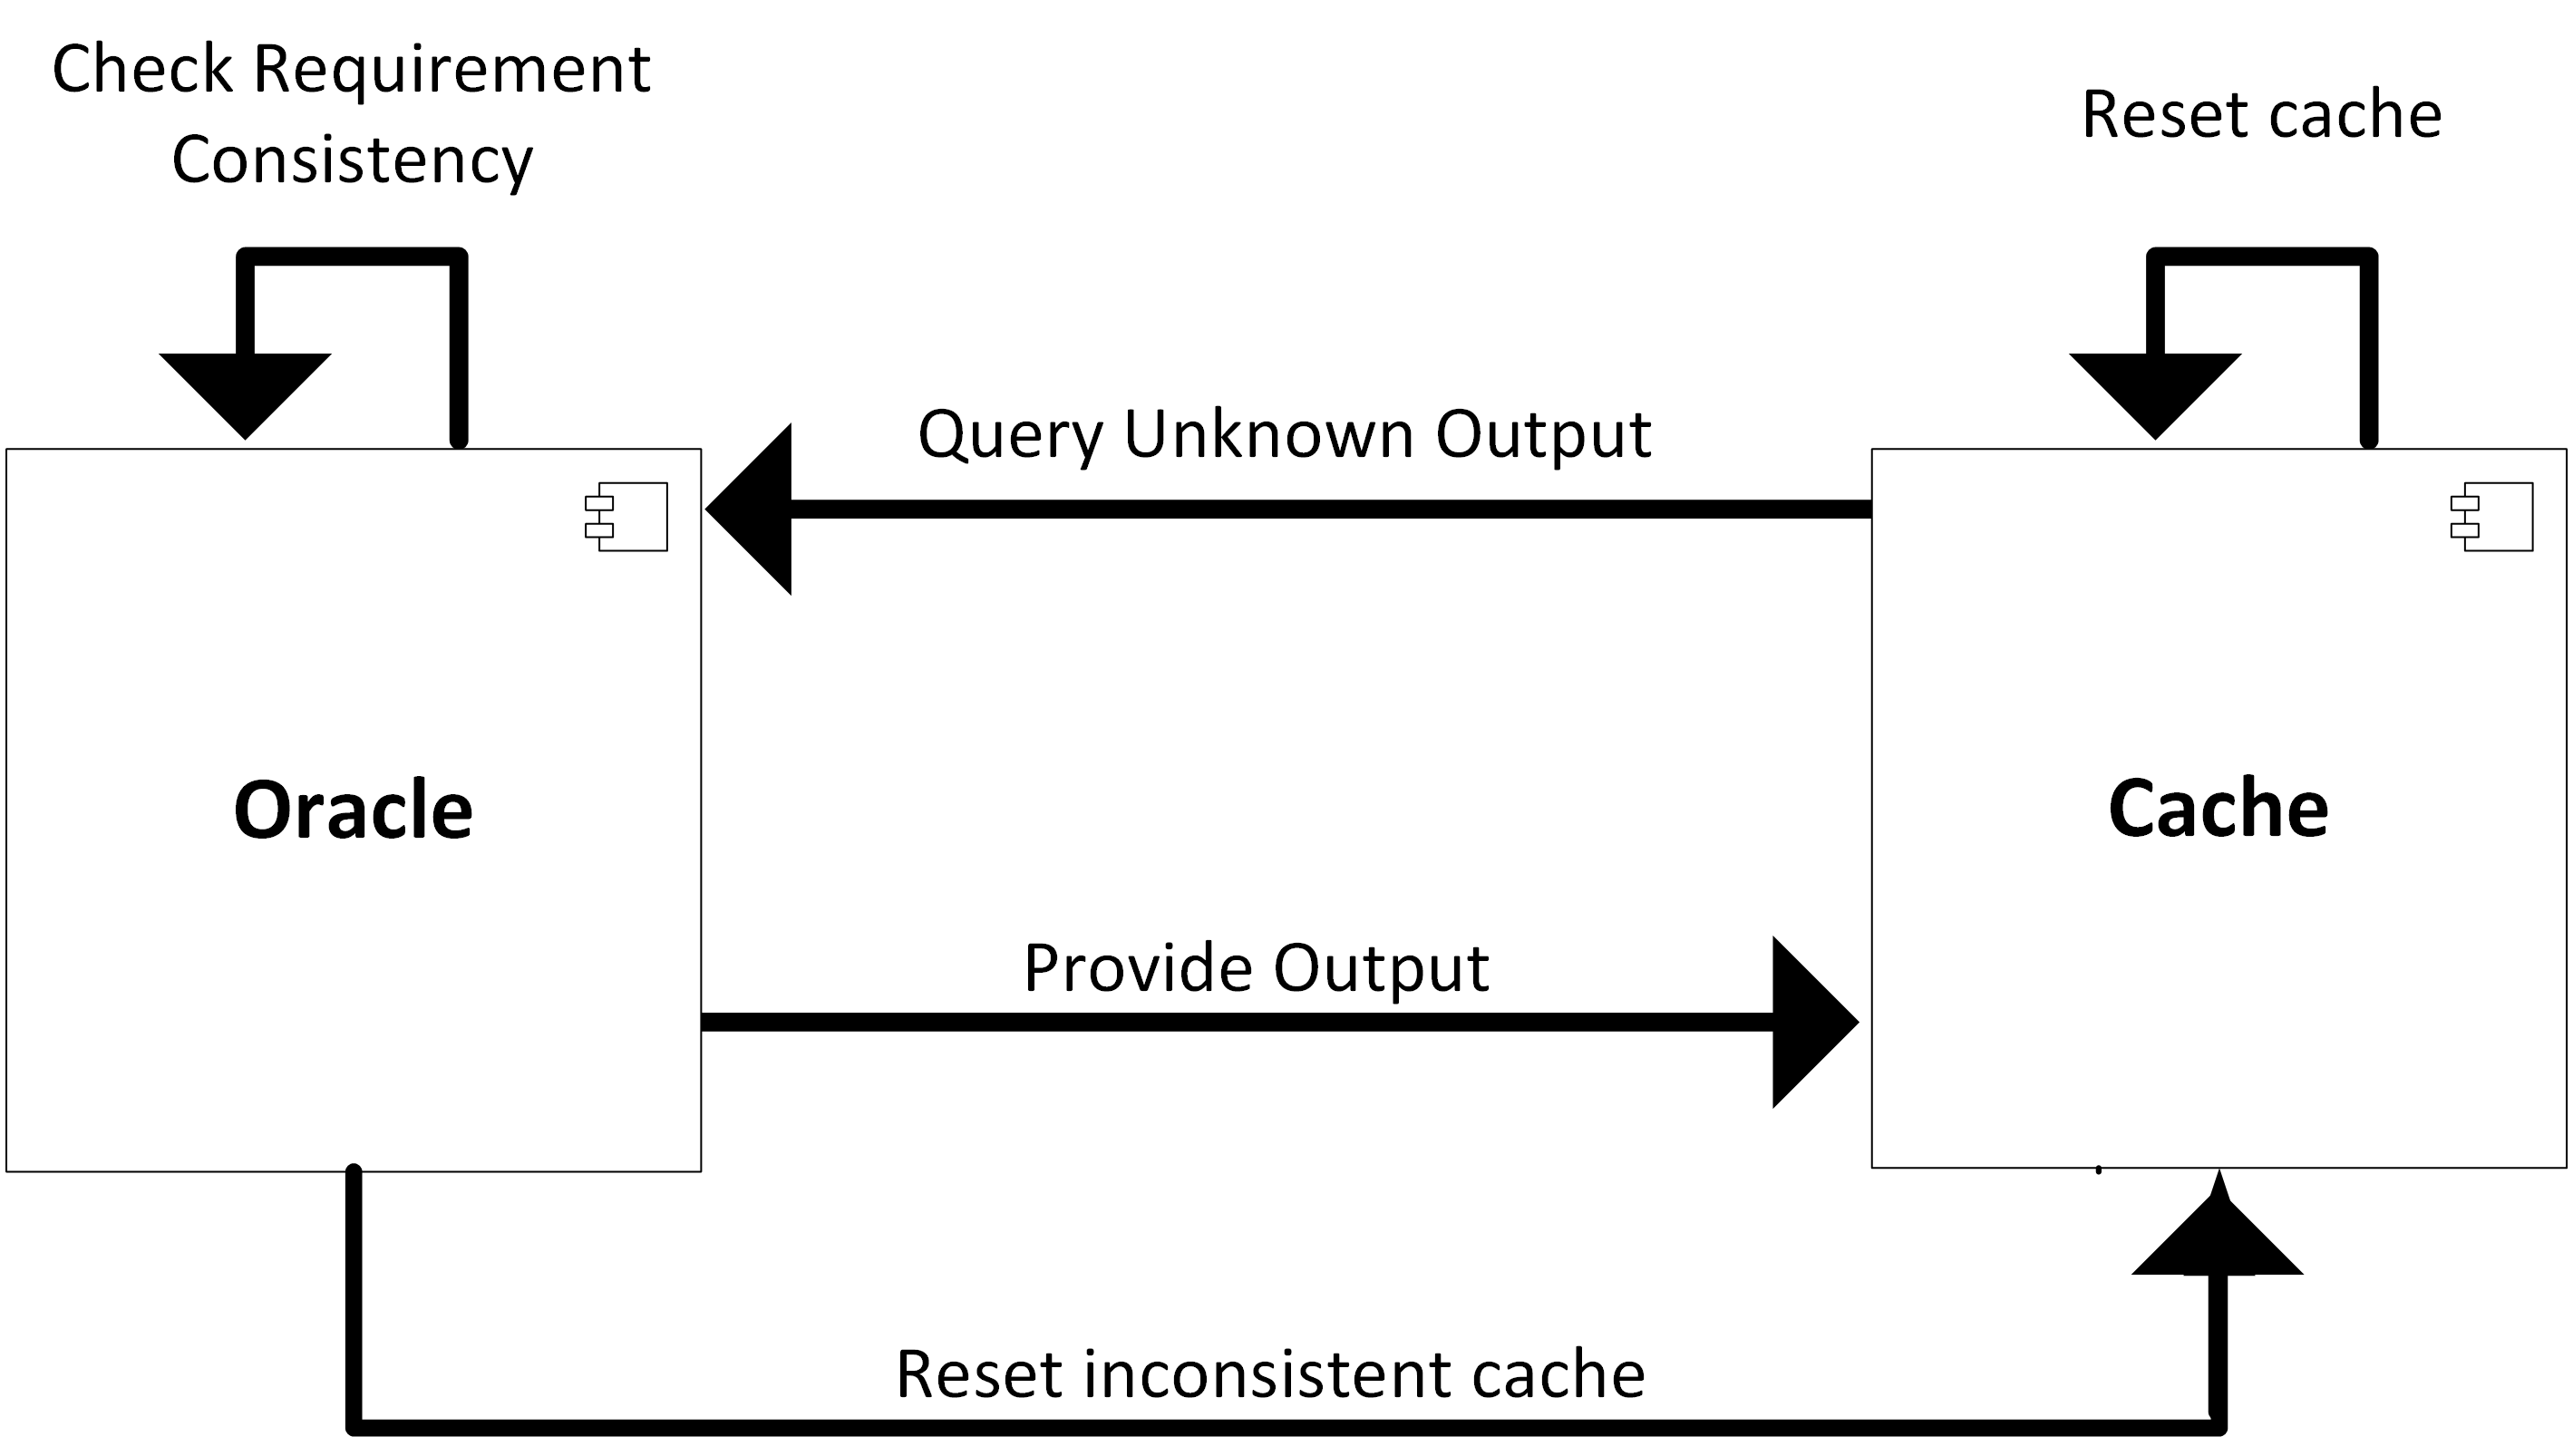 Check Requirement
Consistency
Reset cache
Query Unknown Output
Oracle
Cache
Provide Output
Reset inconsistent cache